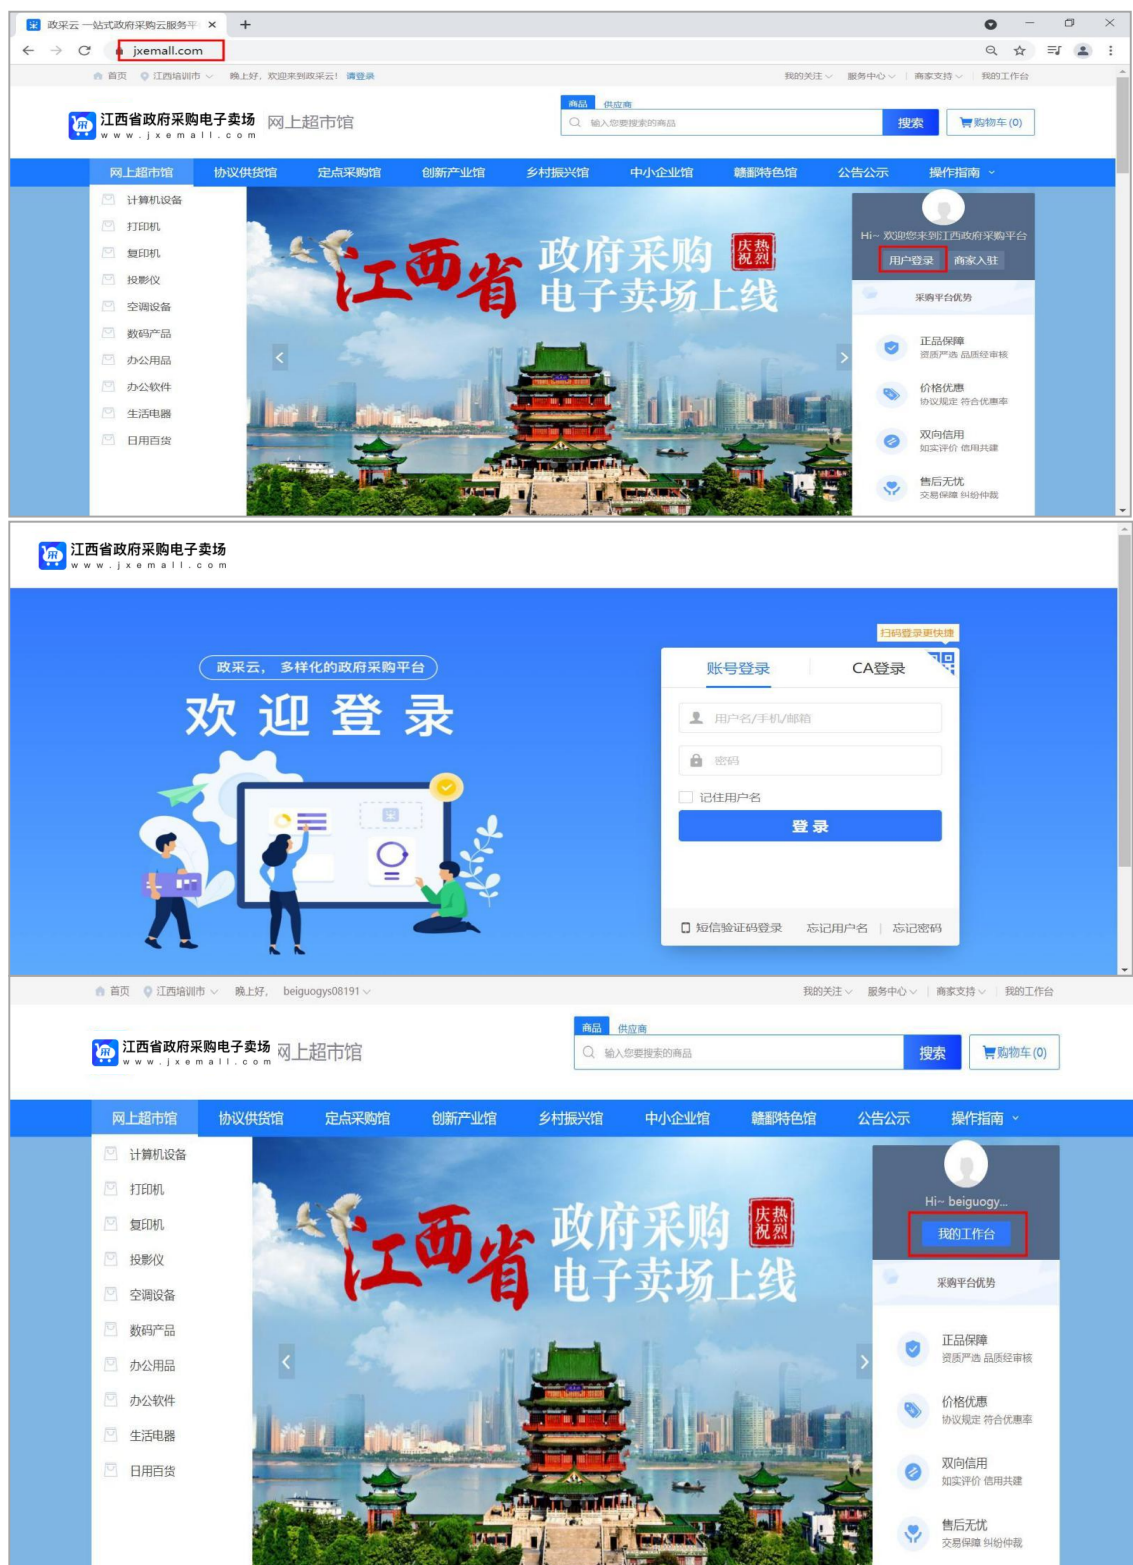 政采云 一站式政府采购云服务平
jxemall.com
首页 江西培训市 晚上好，欢迎来到政采云！ 请登录 我的关注 服务中心 商家支持 我的工作台
商品 供应商
江西省政府采购电子卖场 网上超市馆 输入您要搜索的商品 搜索 购物车(0)
www.jxemall.com
网上超市馆 协议供货馆 定点采购馆 创新产业馆 乡村振兴馆 中小企业馆 赣鄱特色馆 公告公示 操作指南
计算机设备
打印机
复印机
投影仪
空调设备
数码产品
办公用品
办公软件
生活电器
日用百货
江西省 政府采购 热烈庆祝
电子卖场上线
Hi~ 欢迎您来到江西政府采购平台
用户登录 商家入驻
采购平台优势
正品保障
资质严选 品质经审核
价格优惠
协议规定 符合优惠率
双向信用
如实评价 信用共建
售后无忧
交易保障 纠纷仲裁
江西省政府采购电子卖场
www.jxemall.com
政采云，多样化的政府采购平台
欢迎登录
扫码登录更快捷
账号登录 CA登录
用户名/手机/邮箱
密码
记住用户名
登录
短信验证码登录 忘记用户名 忘记密码
首页 江西培训市 晚上好， beiguogys08191 我的关注 服务中心 商家支持 我的工作台
商品 供应商
江西省政府采购电子卖场 网上超市馆 输入您要搜索的商品 搜索 购物车(0)
www.jxemall.com
网上超市馆 协议供货馆 定点采购馆 创新产业馆 乡村振兴馆 中小企业馆 赣鄱特色馆 公告公示 操作指南
计算机设备
打印机
复印机
投影仪
空调设备
数码产品
办公用品
办公软件
生活电器
日用百货
江西省 政府采购 热烈庆祝
电子卖场上线
Hi~ beiguogy...
我的工作台
采购平台优势
正品保障
资质严选 品质经审核
价格优惠
协议规定 符合优惠率
双向信用
如实评价 信用共建
售后无忧
交易保障 纠纷仲裁